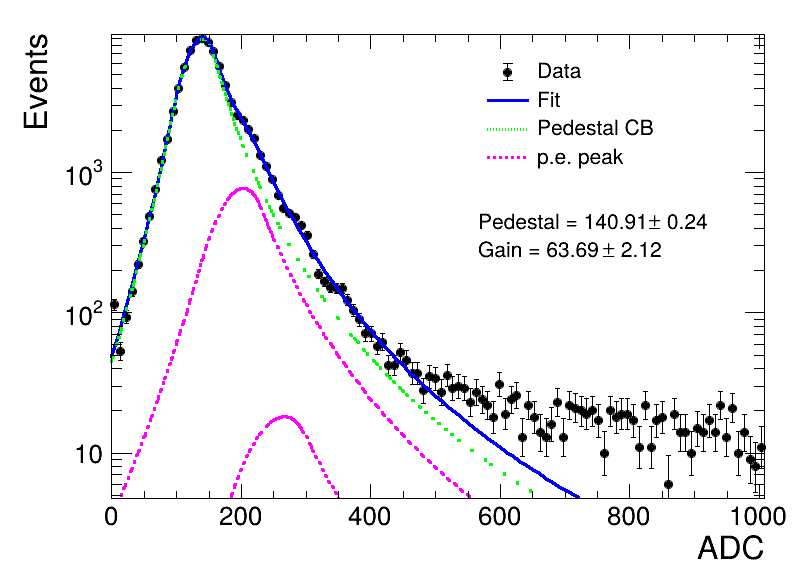 Events
Data
Fit
Pedestal CB
p.e. peak
10³
Pedestal = 140.91± 0.24
Gain = 63.69 ± 2.12
10²
10
0 200 400 600 800 1000
ADC